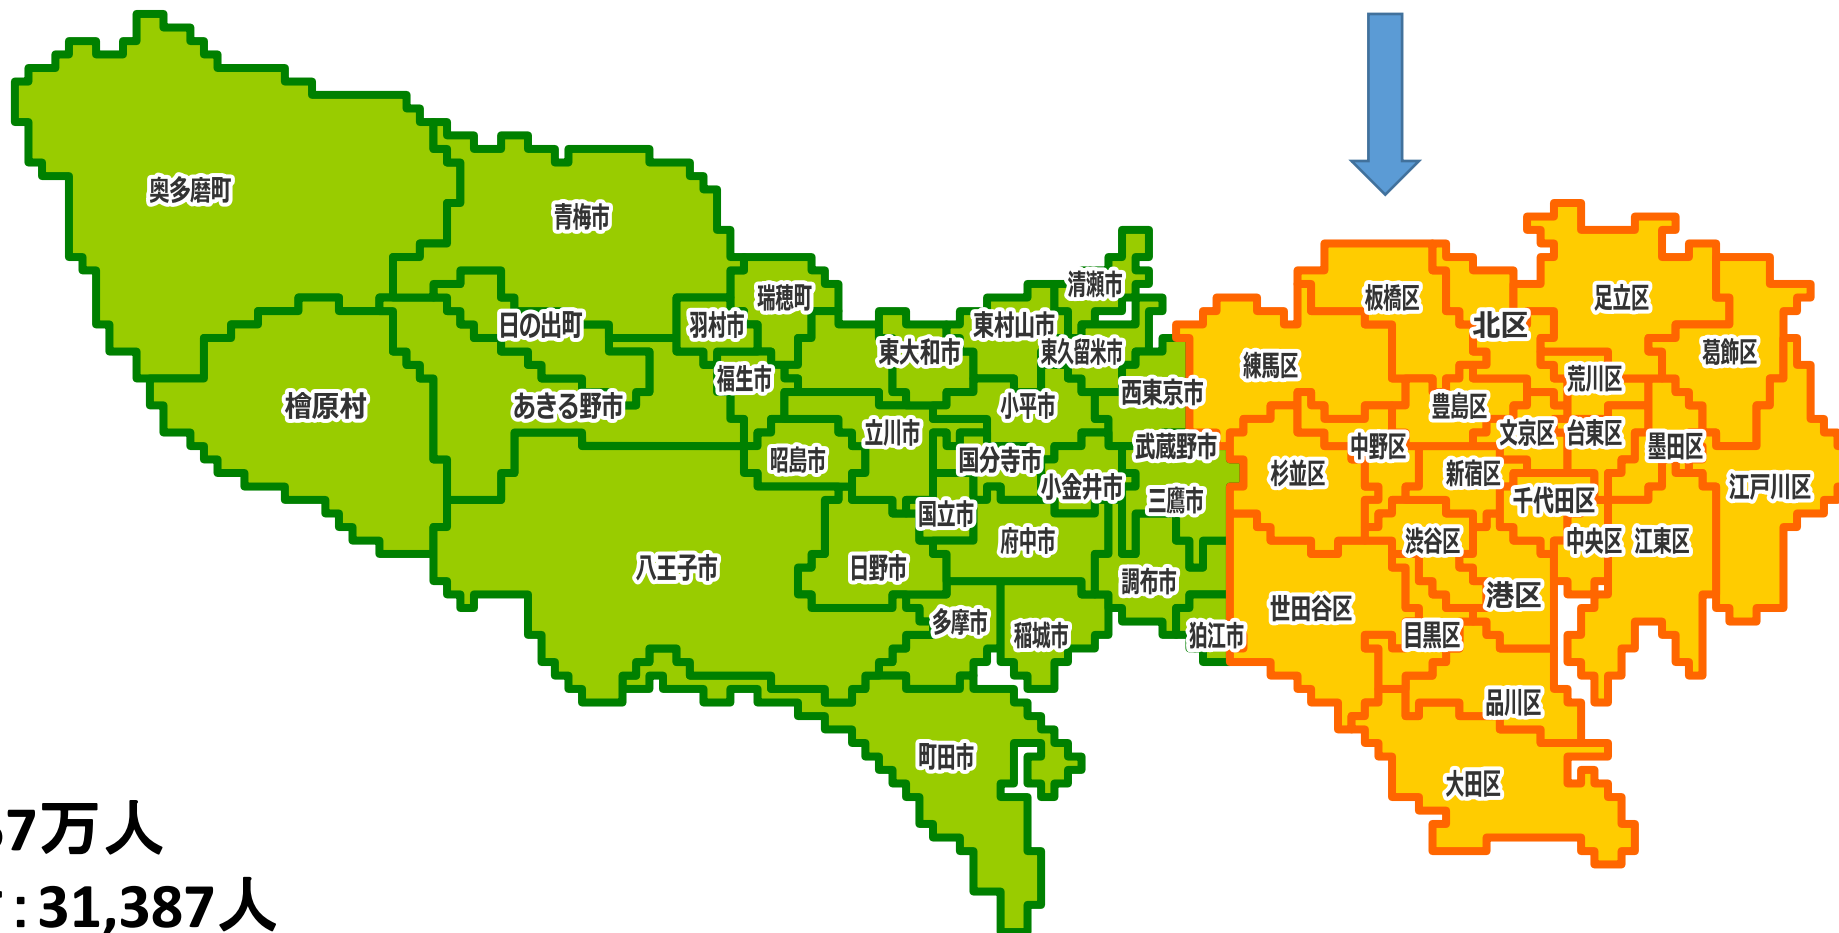 奥多磨町
青梅市
清瀬市
瑞穂町
板橋区
足立区
日の出町
羽村市
東村山市
北区
東大和市
東久留米市
葛飾区
練馬区
福生市
荒川区
西東京市
檜原村
あきる野市
小平市
豊島区
立川市
文京区
台東区
武蔵野市
中野区
墨田区
昭島市
国分寺市
杉並区
新宿区
小金井市
江戸川区
三鷹市
千代田区
国立市
府中市
渋谷区
中央区
江東区
八王子市
日野市
調布市
港区
世田谷区
多摩市
稲城市
狛江市
目黒区
品川区
町田市
大田区
7万人
: 31,387人